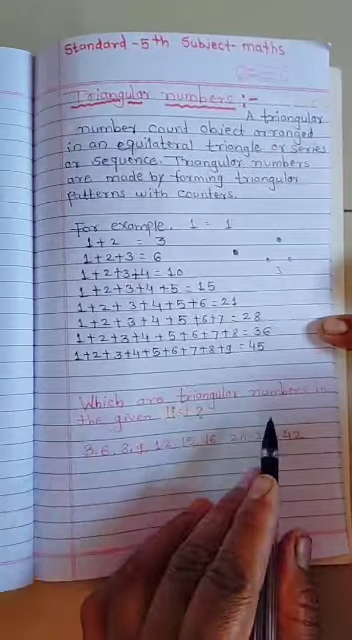 Standard-5th Subject-maths
Triangular numbers:-
A triangular
number count object arranged
in an equilateral triangle or series
or sequence. Triangular numbers
are made by forming triangular
patterns with counters.
For example. 1 = 1
1+2 = 3
1+2+3 = 6
1+2+3+4 = 10
3
1+2+3+4+5 = 15
1+2+3+4+5+6 = 21
1+2+3+4+5+6+7 = 28
1+2+3+4+5+6+7+8 = 36
1+2+3+4+5+6+7+8+9 = 45
Which are triangular numbers in
the given list?
3, 6, 8, 9, 12, 15, 16, 42